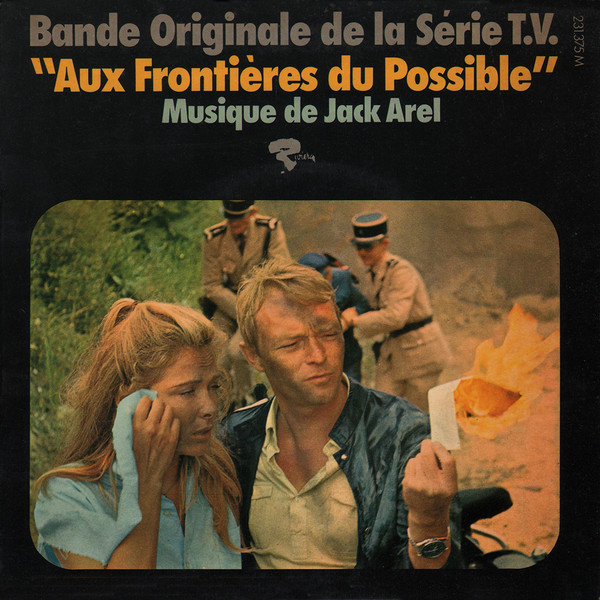 Bande Originale de la Série T.V.
"Aux Frontières du Possible"
Musique de Jack Arel
Riviera
231.375 M